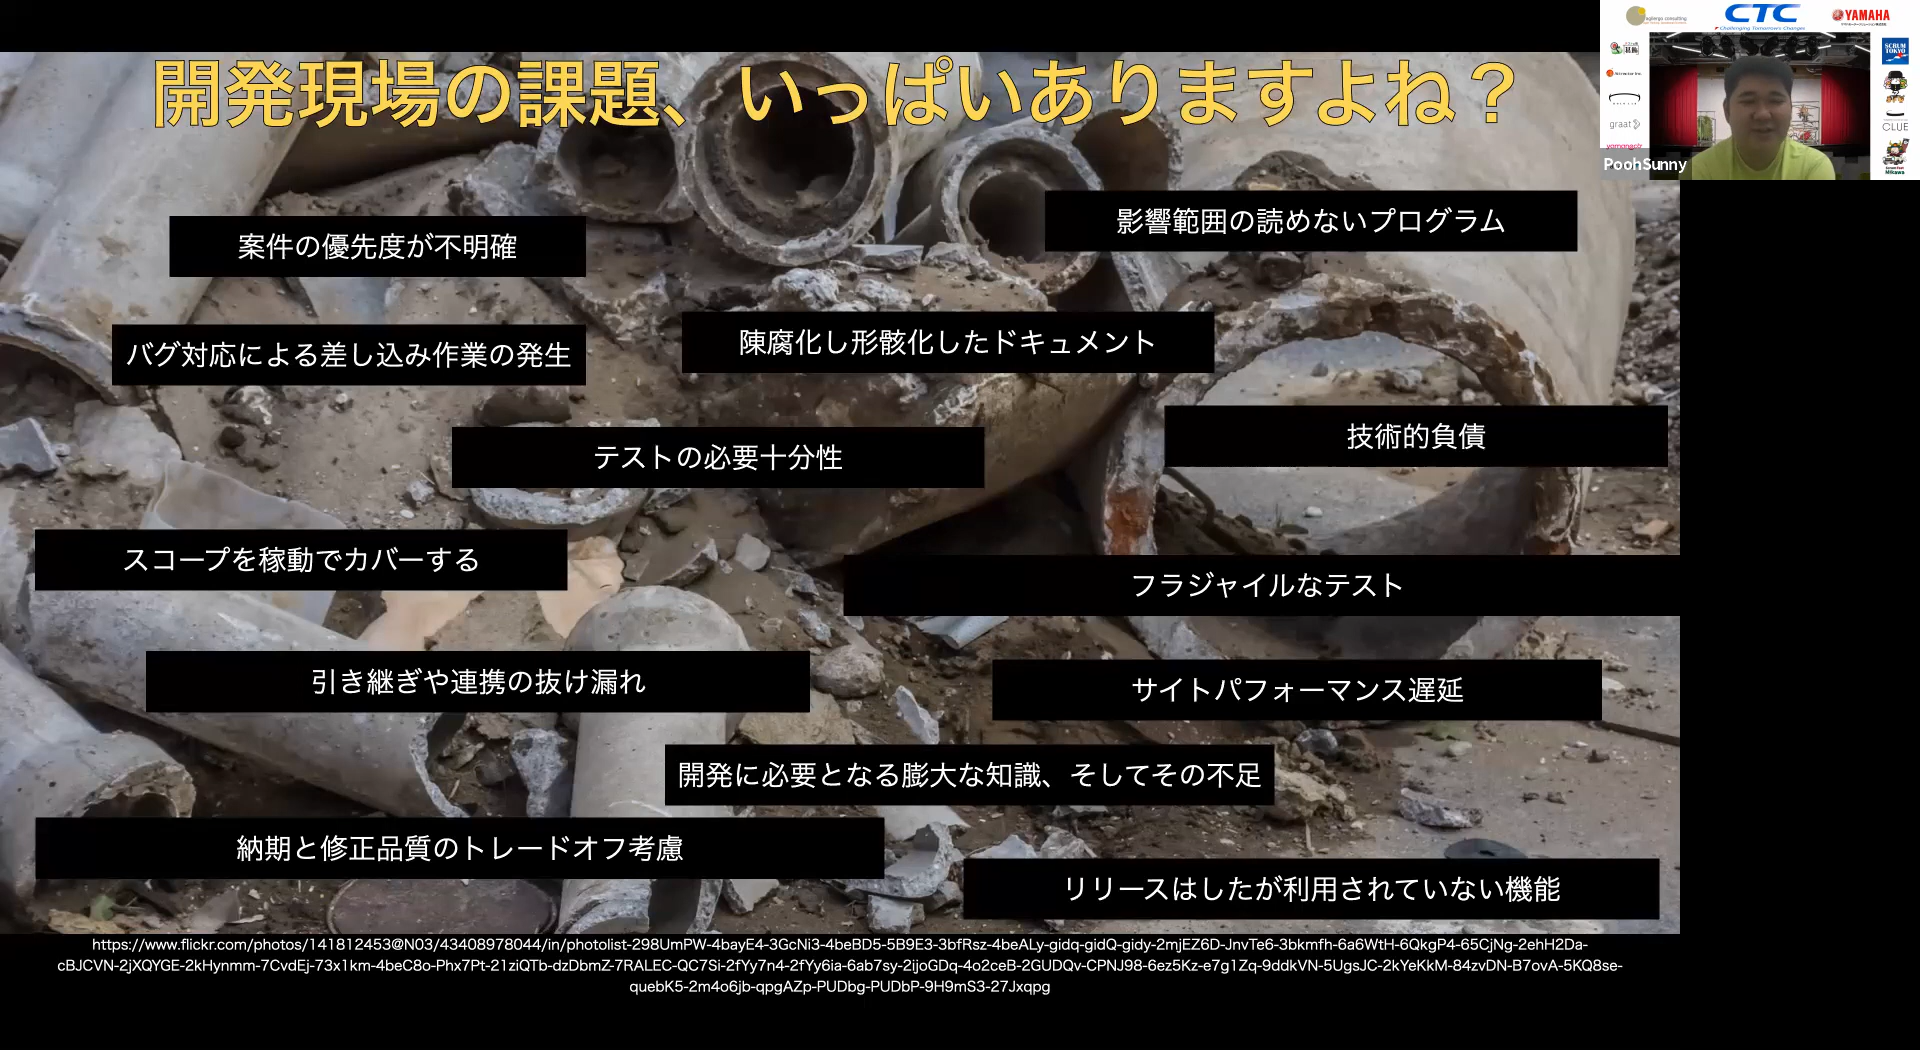 開発現場の課題、いっぱいありますよね？
agilergo consulting
CTC
Challenging Tomorrow's Changes
YAMAHA
SCRUM TOKYO
Attractor Inc.
graat
CLUE
Mikawa
PoohSunny
影響範囲の読めないプログラム
案件の優先度が不明確
陳腐化し形骸化したドキュメント
バグ対応による差し込み作業の発生
技術的負債
テストの必要十分性
スコープを稼動でカバーする
フラジャイルなテスト
引き継ぎや連携の抜け漏れ
サイトパフォーマンス遅延
開発に必要となる膨大な知識、そしてその不足
納期と修正品質のトレードオフ考慮
リリースはしたが利用されていない機能
https://www.flickr.com/photos/141812453@N03/43408978044/in/photolist-298UmPW-4bayE4-3GcNi3-4beBD5-5B9E3-3bfRsz-4beALy-gidq-gidQ-gidy-2mjEZ6D-JnvTe6-3bkmfh-6a6WtH-6QkgP4-65CjNg-2ehH2Da-
cBJCVN-2jXQYGE-2kHynmm-7CvdEj-73x1km-4beC8o-Phx7Pt-21ziQTb-dzDbmZ-7RALEC-QC7Si-2fYy7n4-2fYy6ia-6ab7sy-2ijoGDq-4o2ceB-2GUDQv-CPNJ98-6ez5Kz-e7g1Zq-9ddkVN-5UgsJC-2kYeKkM-84zvDN-B7ovA-5KQ8se-
quebK5-2m4o6jb-qpgAZp-PUDbg-PUDbP-9H9mS3-27Jxqpg